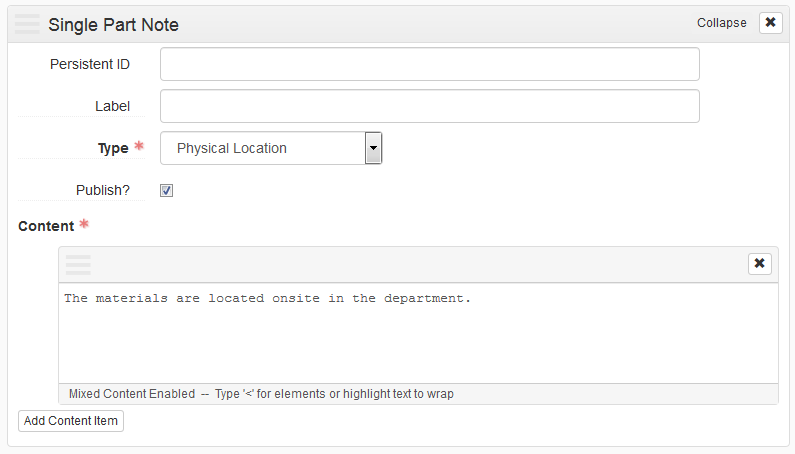 Single Part Note
Collapse
Persistent ID
Label
Type * Physical Location
Publish?
Content *
The materials are located onsite in the department.
Mixed Content Enabled -- Type '<' for elements or highlight text to wrap
Add Content Item